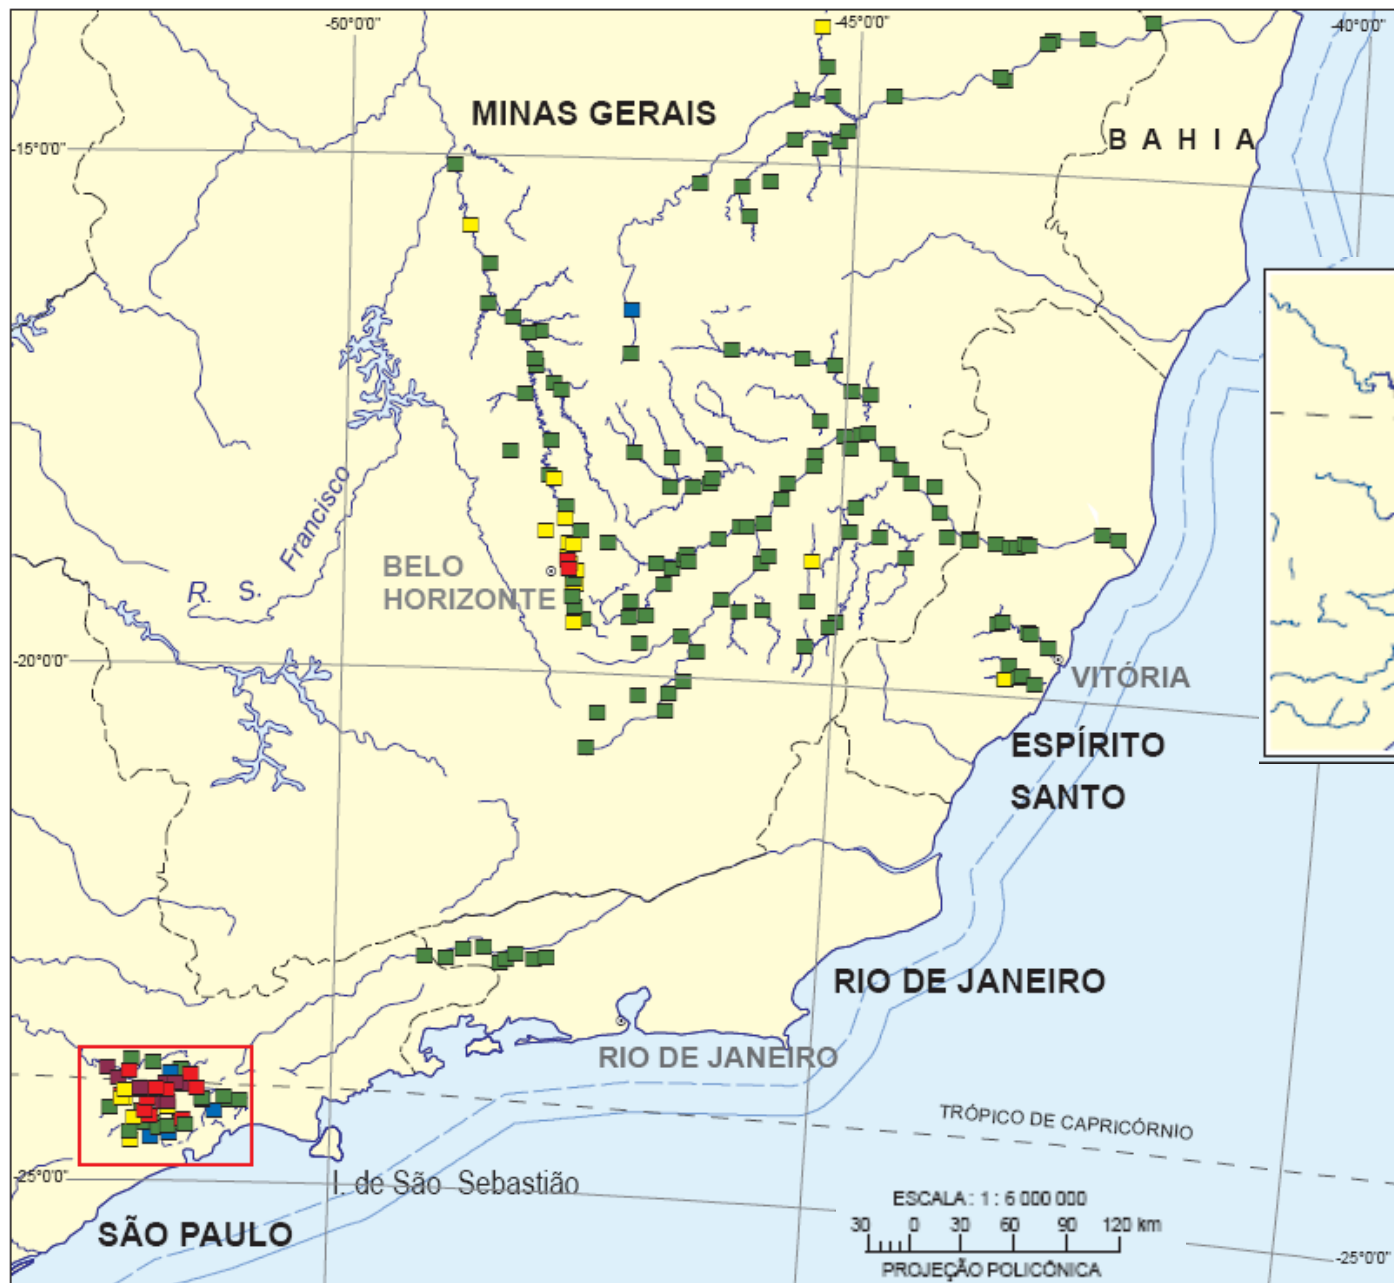 -50°0'0"
-45°0'0"
-40°0'0"
MINAS GERAIS
BAHIA
-15°0'0"
R. S. Francisco
BELO
HORIZONTE
-20°0'0"
VITÓRIA
ESPÍRITO
SANTO
RIO DE JANEIRO
RIO DE JANEIRO
TRÓPICO DE CAPRICÓRNIO
-25°0'0"
I. de São Sebastião
SÃO PAULO
ESCALA : 1 : 6 000 000
30 0 30 60 90 120 km
PROJEÇÃO POLICÔNICA
-25°0'0"